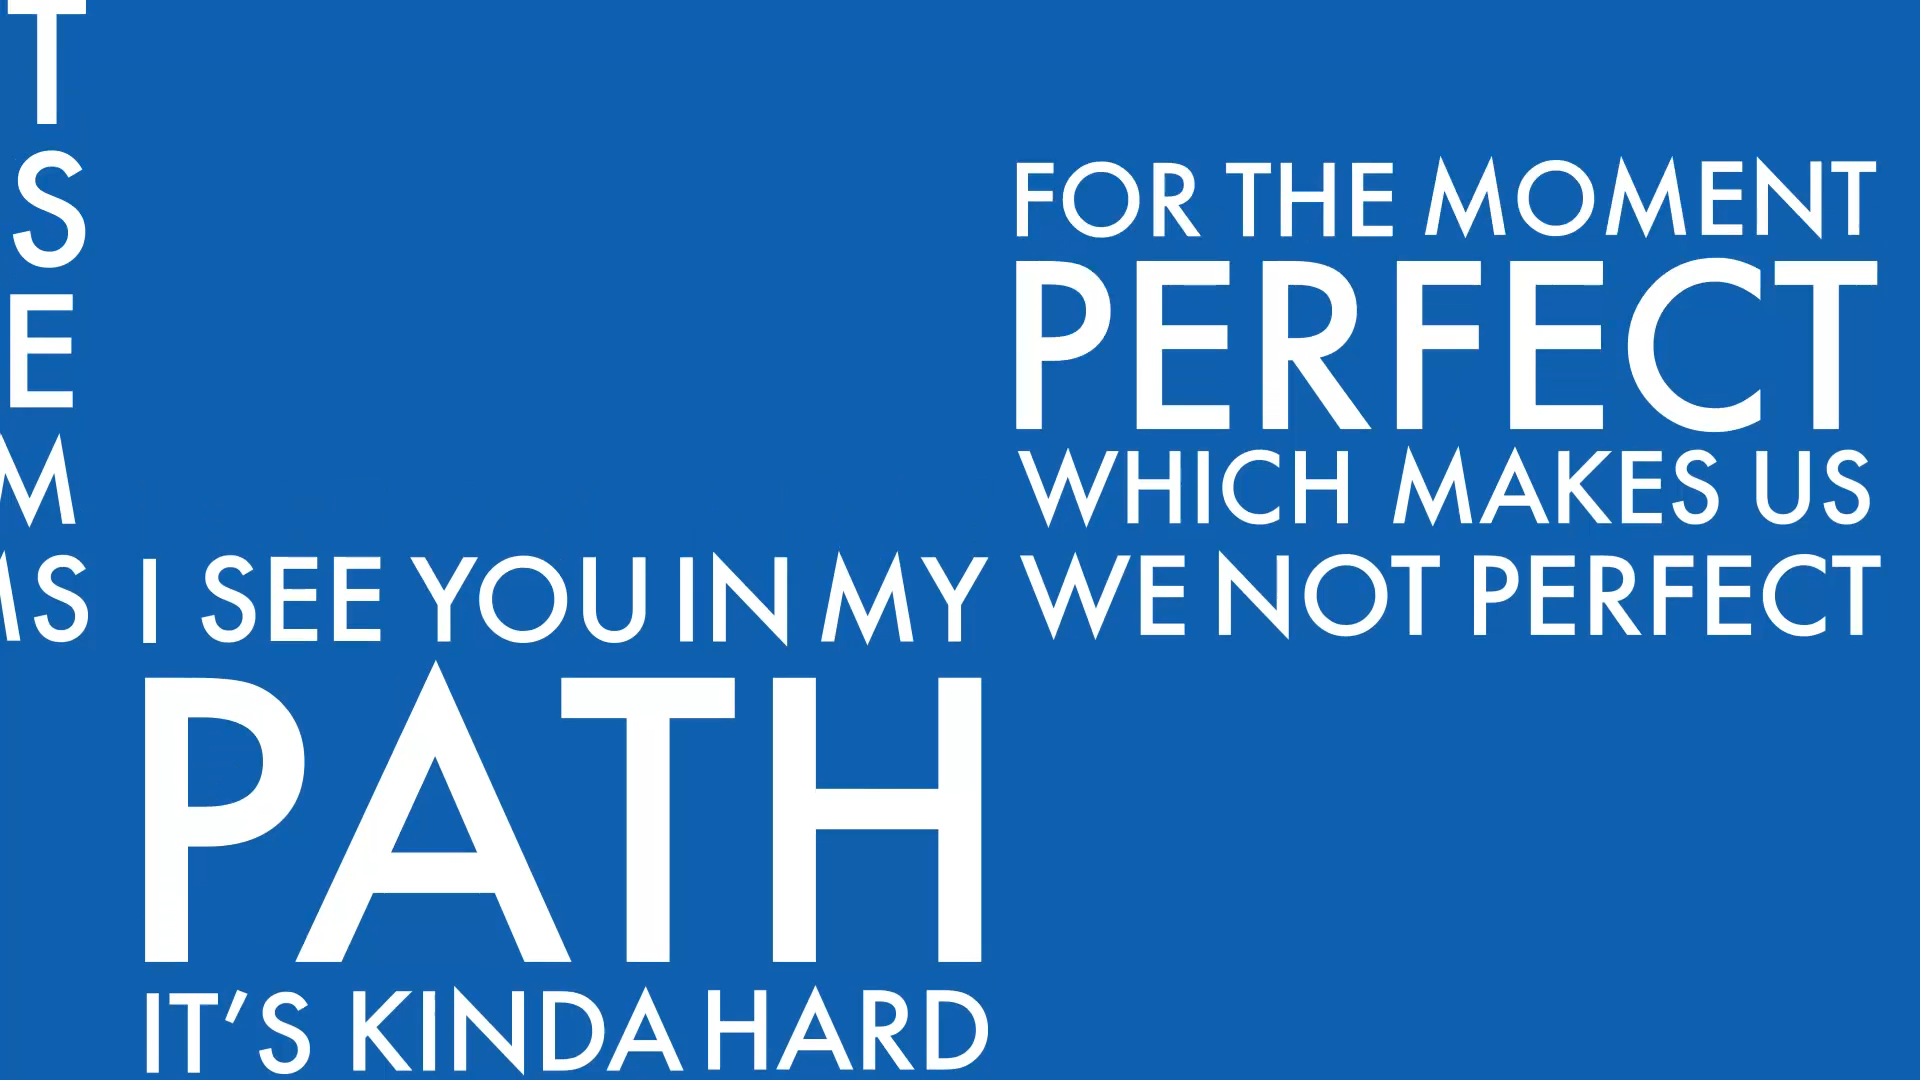 T
S
E
M
S
I SEE YOU IN MY
PATH
IT'S KINDA HARD
FOR THE MOMENT
PERFECT
WHICH MAKES US
WE NOT PERFECT